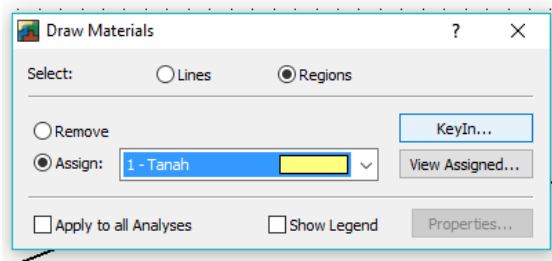 Draw Materials ?
Select: Lines Regions
Remove KeyIn...
Assign: 1 - Tanah View Assigned...
Apply to all Analyses Show Legend Properties...